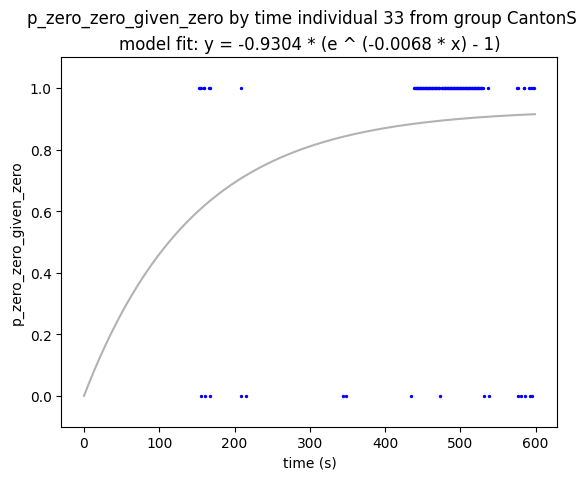 p_zero_zero_given_zero by time individual 33 from group CantonS
model fit: y = -0.9304 * (e ^ (-0.0068 * x) - 1)
1.0
0.8
0.6
0.4
0.2
0.0
p_zero_zero_given_zero
0 100 200 300 400 500 600
time (s)